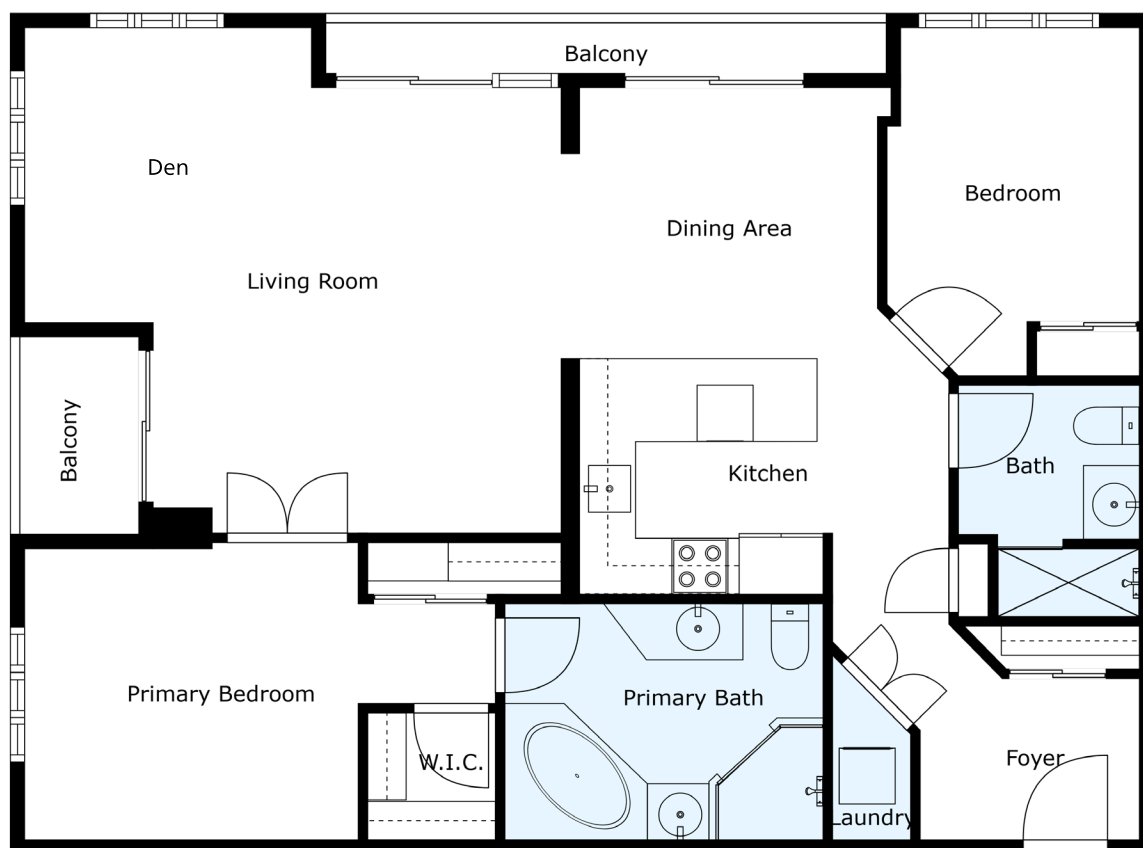 Balcony
Den
Bedroom
Dining Area
Living Room
Balcony
Kitchen
Bath
Primary Bedroom
Primary Bath
W.I.C.
Foyer
Laundry